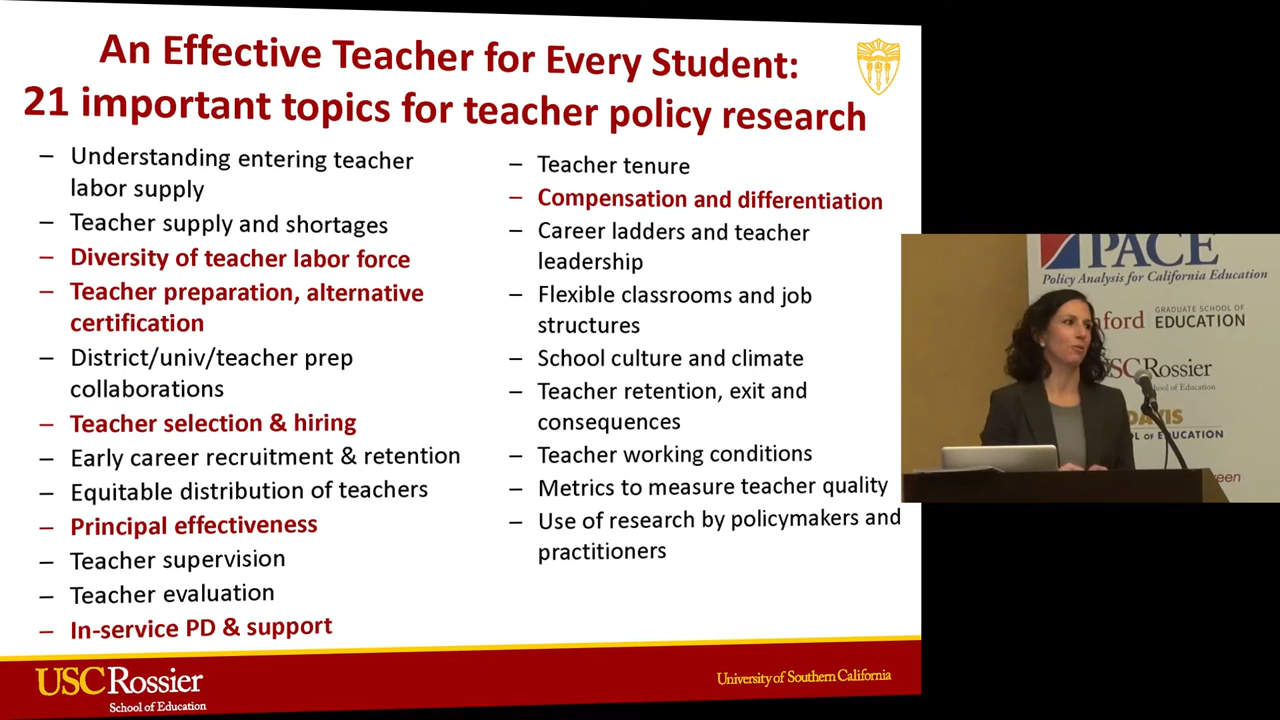 An Effective Teacher for Every Student:
21 important topics for teacher policy research
– Understanding entering teacher
labor supply
– Teacher supply and shortages
– Diversity of teacher labor force
– Teacher preparation, alternative
certification
– District/univ/teacher prep
collaborations
– Teacher selection & hiring
– Early career recruitment & retention
– Equitable distribution of teachers
– Principal effectiveness
– Teacher supervision
– Teacher evaluation
– In-service PD & support
– Teacher tenure
– Compensation and differentiation
– Career ladders and teacher
leadership
– Flexible classrooms and job
structures
– School culture and climate
– Teacher retention, exit and
consequences
– Teacher working conditions
– Metrics to measure teacher quality
– Use of research by policymakers and
practitioners
USC Rossier
School of Education
University of Southern California
PACE
Policy Analysis for California Education
nford
GRADUATE SCHOOL OF
EDUCATION
SC Rossier
School of Education
DAVIS
OL of EDUCATION